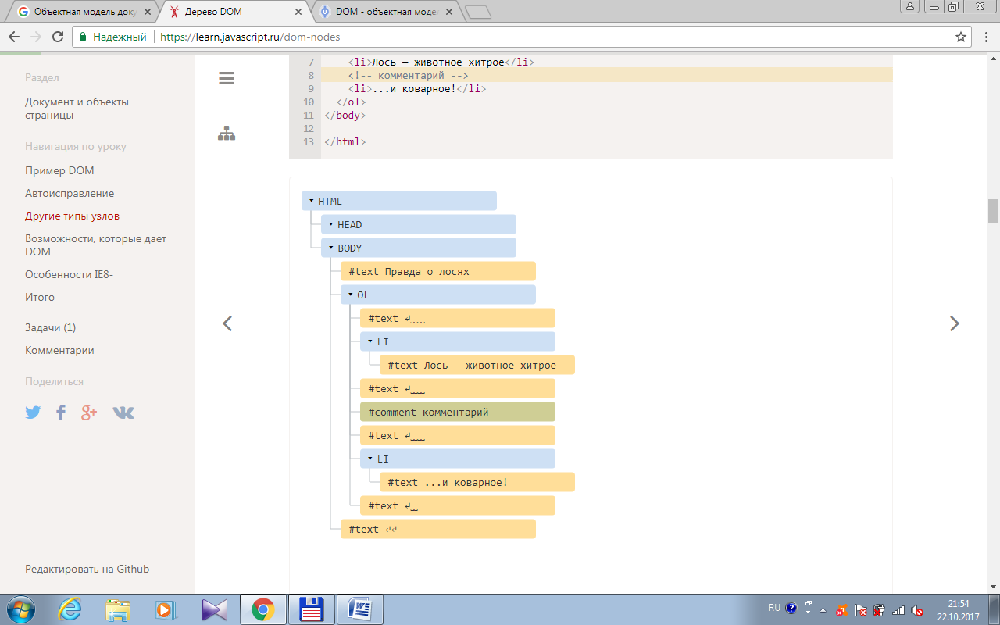 Объектная модель доку
Дерево DOM
DOM - объектная моде
Надежный
https://learn.javascript.ru/dom-nodes
Раздел
Документ и объекты
страницы
Навигация по уроку
Пример DOM
Автоисправление
Другие типы узлов
Возможности, которые дает
DOM
Особенности IE8-
Итого
Задачи (1)
Комментарии
Поделиться
Редактировать на Github
7 <li>Лось — животное хитрое</li>
8 <!-- комментарий -->
9 <li>...и коварное!</li>
10 </ol>
11 </body>
12
13 </html>
HTML
HEAD
BODY
#text Правда о лосях
OL
#text ↵␣␣␣␣
LI
#text Лось — животное хитрое
#text ↵␣␣␣␣
#comment комментарий
#text ↵␣␣␣␣
LI
#text ...и коварное!
#text ↵␣␣
#text ↵↵
RU
21:54
22.10.2017